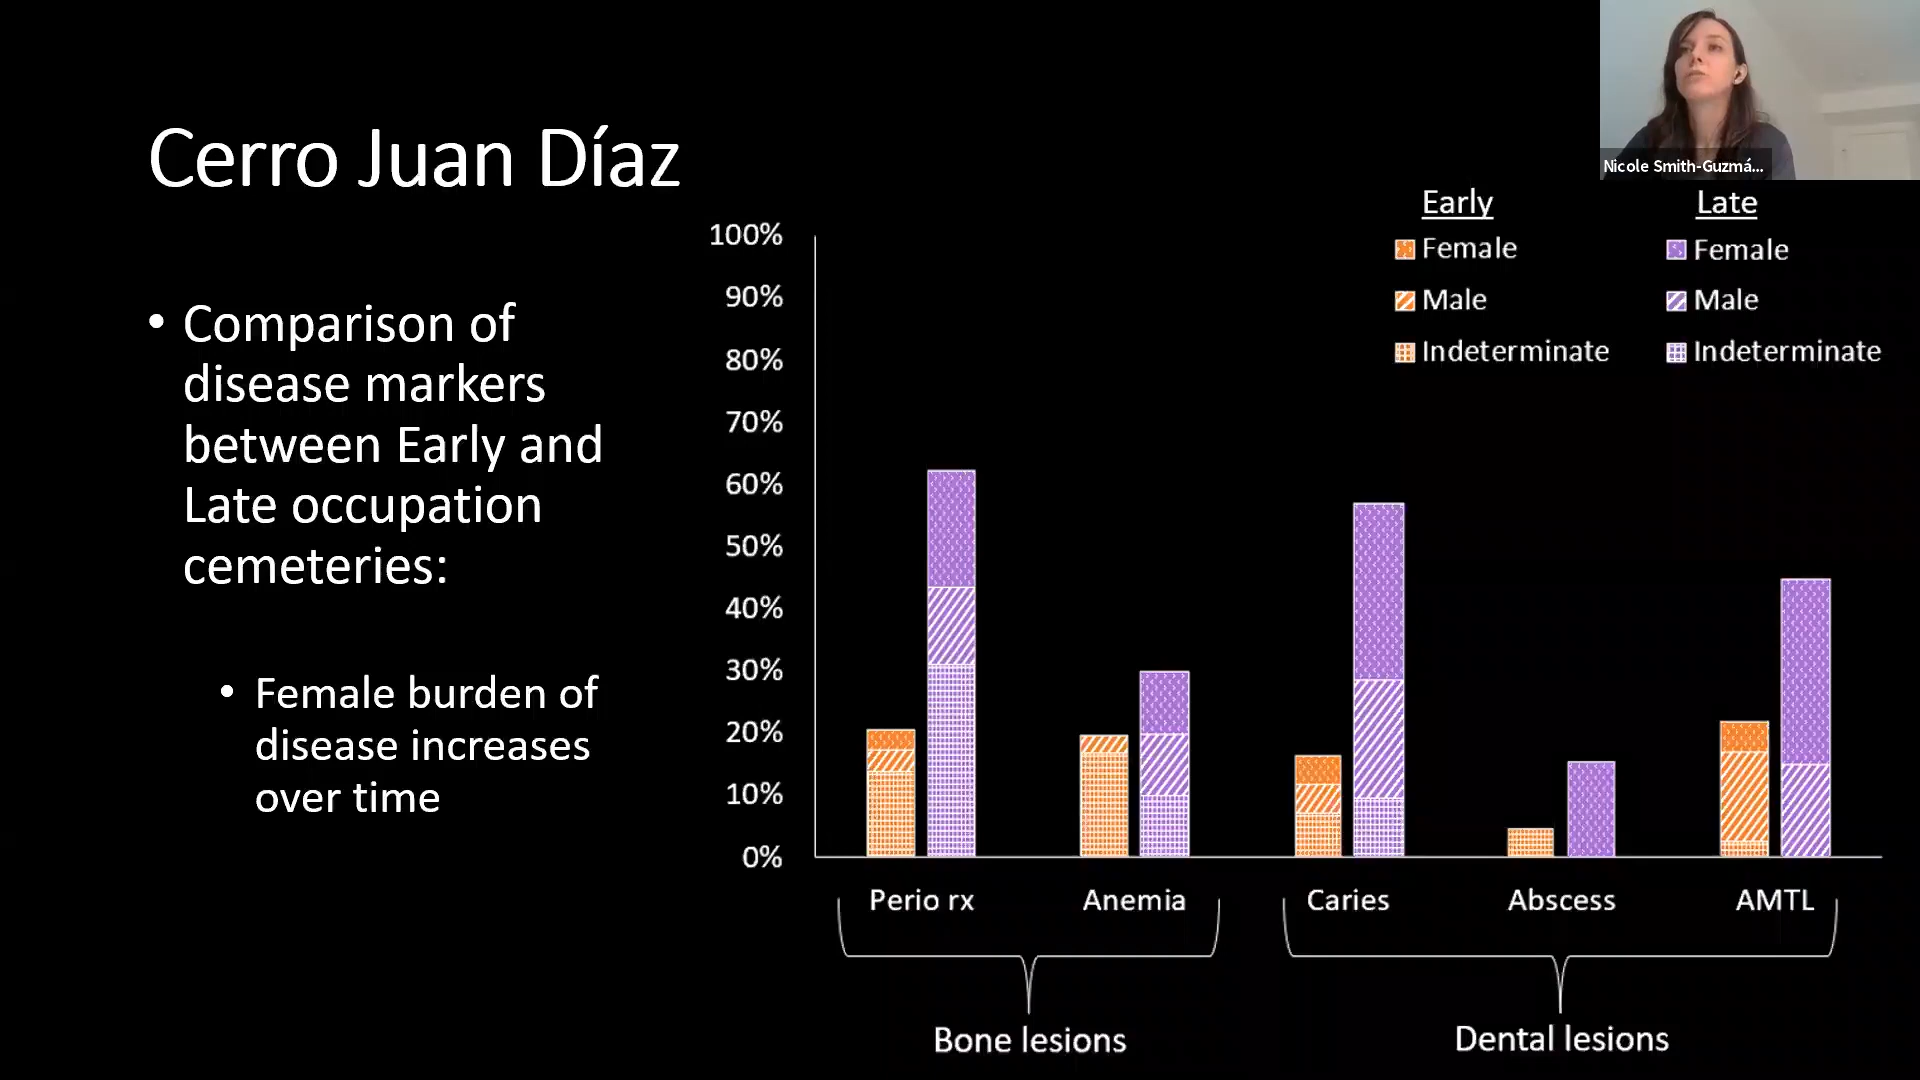 Nicole Smith-Guzmá...
Cerro Juan Díaz
• Comparison of
disease markers
between Early and
Late occupation
cemeteries:
• Female burden of
disease increases
over time
Early
Female
Male
Indeterminate
Late
Female
Male
Indeterminate
100%
90%
80%
70%
60%
50%
40%
30%
20%
10%
0%
Perio rx
Anemia
Caries
Abscess
AMTL
Bone lesions
Dental lesions